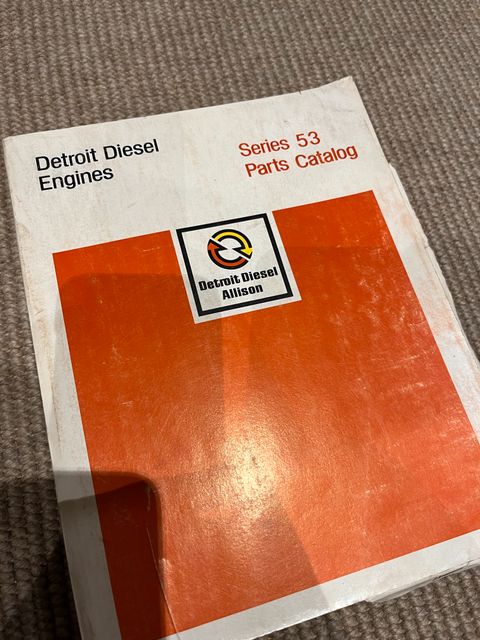 Detroit Diesel
Engines
Series 53
Parts Catalog
Detroit Diesel
Allison